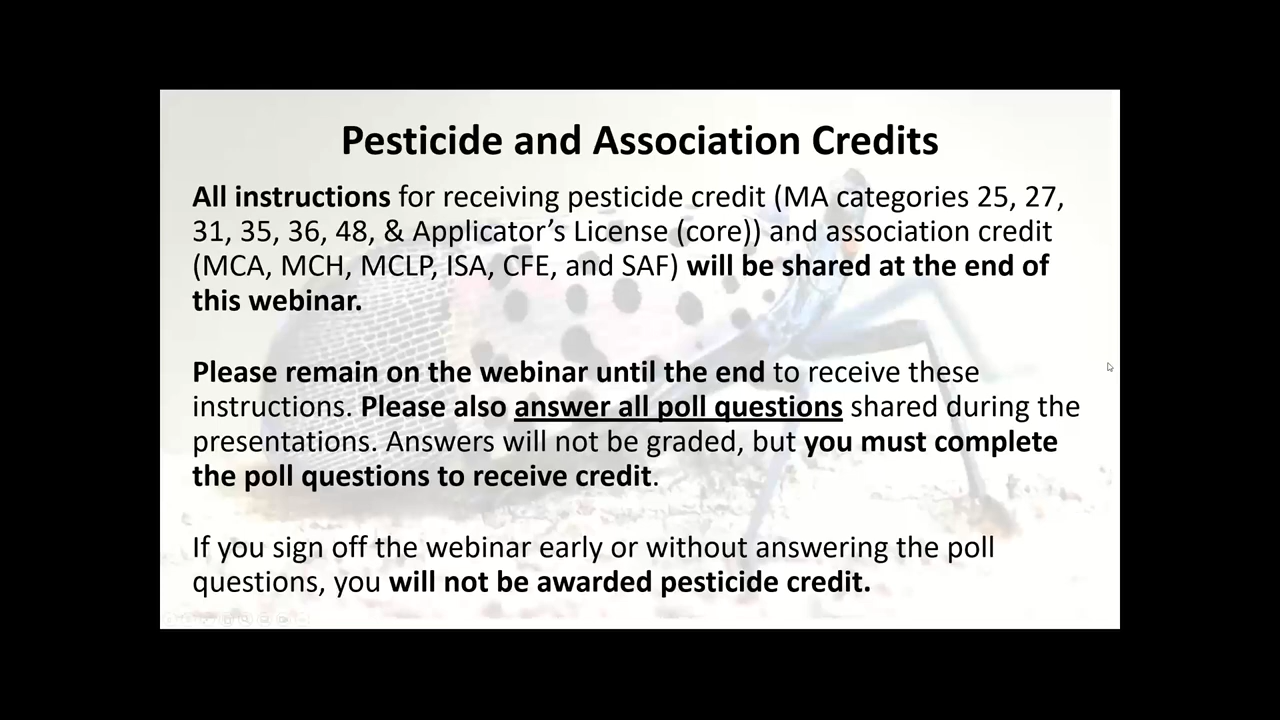 Pesticide and Association Credits
All instructions for receiving pesticide credit (MA categories 25, 27,
31, 35, 36, 48, & Applicator’s License (core)) and association credit
(MCA, MCH, MCLP, ISA, CFE, and SAF) will be shared at the end of
this webinar.
Please remain on the webinar until the end to receive these
instructions. Please also answer all poll questions shared during the
presentations. Answers will not be graded, but you must complete
the poll questions to receive credit.
If you sign off the webinar early or without answering the poll
questions, you will not be awarded pesticide credit.